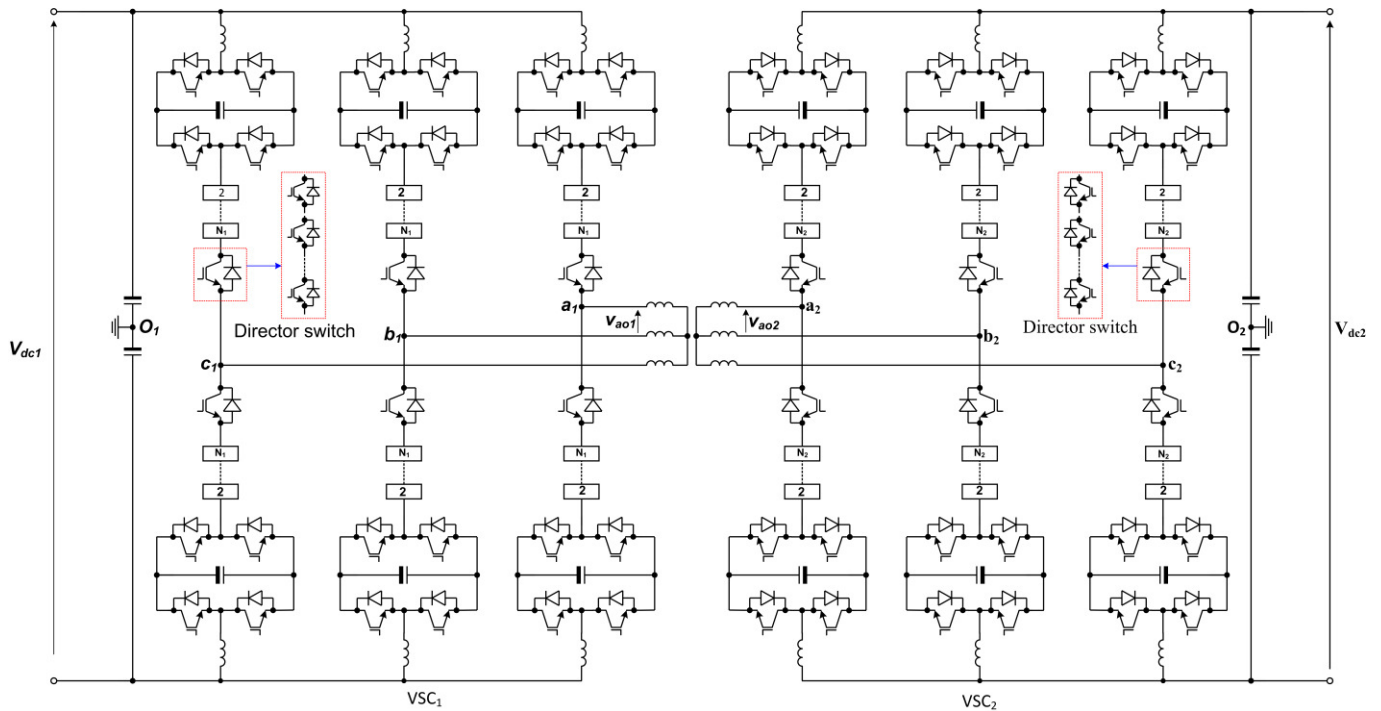 2 2 2 2 2 2
N₁ N₁ N₁ N₂ N₂ N₂
Director switch
Director switch
a₁ a₂
vao1 vao2
O₁ O₂
b₁ b₂
Vdc1 Vdc2
c₁ c₂
N₁ N₁ N₁ N₂ N₂ N₂
2 2 2 2 2 2
VSC₁ VSC₂